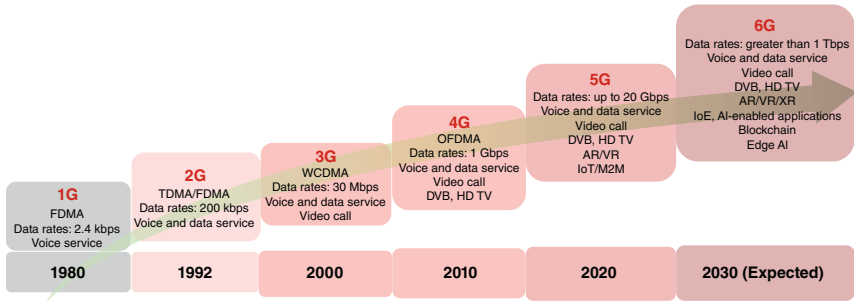 1G
FDMA
Data rates: 2.4 kbps
Voice service
1980
2G
TDMA/FDMA
Data rates: 200 kbps
Voice and data service
1992
3G
WCDMA
Data rates: 30 Mbps
Voice and data service
Video call
2000
4G
OFDMA
Data rates: 1 Gbps
Voice and data service
Video call
DVB, HD TV
2010
5G
Data rates: up to 20 Gbps
Voice and data service
Video call
DVB, HD TV
AR/VR
IoT/M2M
2020
6G
Data rates: greater than 1 Tbps
Voice and data service
Video call
DVB, HD TV
AR/VR/XR
IoE, AI-enabled applications
Blockchain
Edge AI
2030 (Expected)